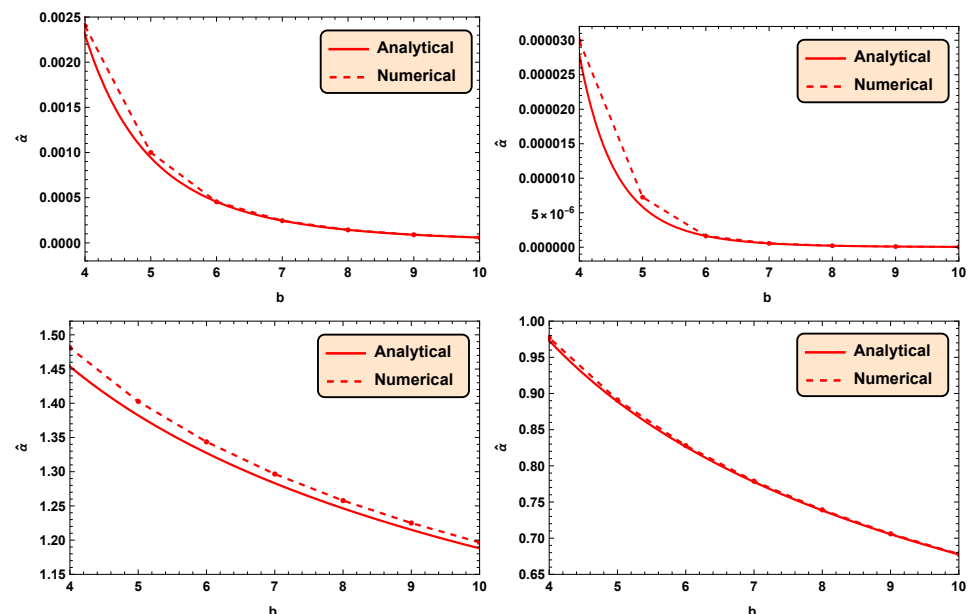 0.0025
0.0020
0.0015
0.0010
0.0005
0.0000
α̂
Analytical
Numerical
4 5 6 7 8 9 10
b
0.000030
0.000025
0.000020
0.000015
0.000010
5 × 10⁻⁶
0.000000
α̂
Analytical
Numerical
4 5 6 7 8 9 10
b
1.50
1.45
1.40
1.35
1.30
1.25
1.20
1.15
α̂
Analytical
Numerical
4 5 6 7 8 9 10
b
1.00
0.95
0.90
0.85
0.80
0.75
0.70
0.65
α̂
Analytical
Numerical
4 5 6 7 8 9 10
b